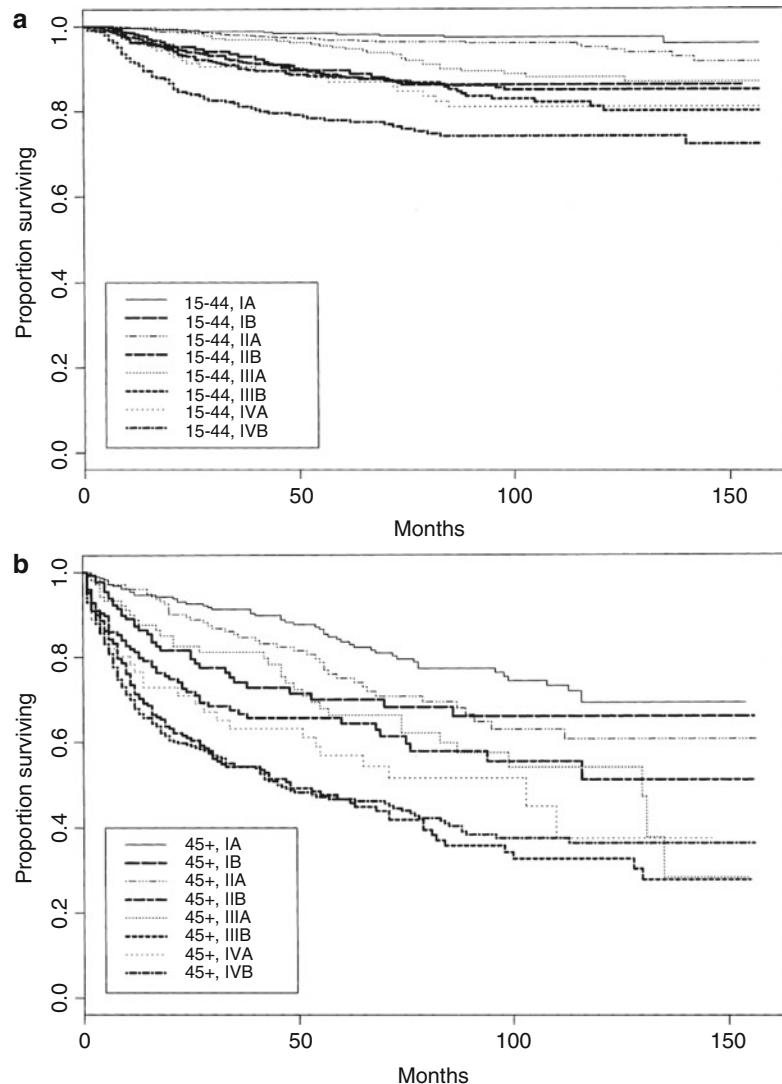 a
1.0
0.8
0.6
0.4
0.2
0.0
Proportion surviving
15-44, IA
15-44, IB
15-44, IIA
15-44, IIB
15-44, IIIA
15-44, IIIB
15-44, IVA
15-44, IVB
0 50 100 150
Months
b
1.0
0.8
0.6
0.4
0.2
0.0
Proportion surviving
45+, IA
45+, IB
45+, IIA
45+, IIB
45+, IIIA
45+, IIIB
45+, IVA
45+, IVB
0 50 100 150
Months